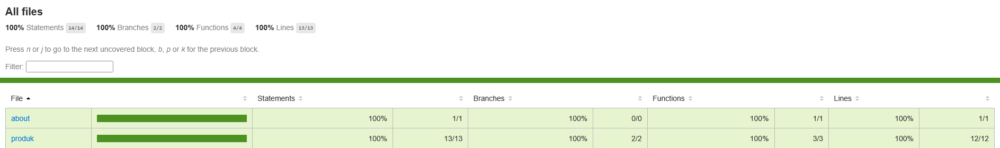 All files
100% Statements 14/14 100% Branches 2/2 100% Functions 4/4 100% Lines 13/13
Press n or j to go to the next uncovered block, b, p or k for the previous block.
Filter:
File Statements Branches Functions Lines
about 100% 1/1 100% 0/0 100% 1/1 100% 1/1
produk 100% 13/13 100% 2/2 100% 3/3 100% 12/12